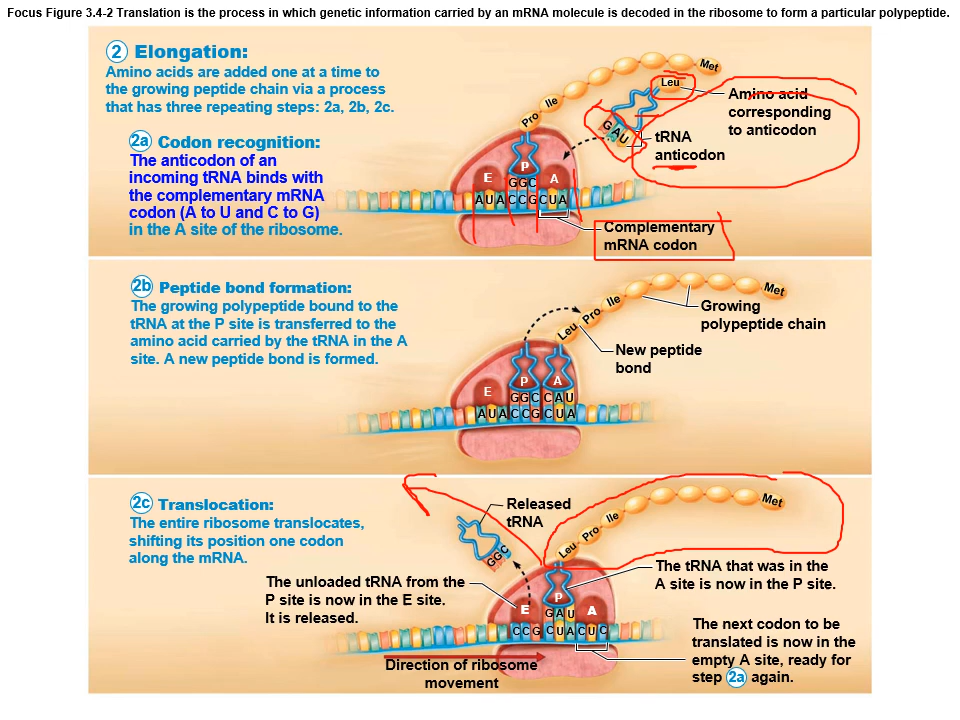 Focus Figure 3.4-2 Translation is the process in which genetic information carried by an mRNA molecule is decoded in the ribosome to form a particular polypeptide.
2 Elongation:
Amino acids are added one at a time to
the growing peptide chain via a process
that has three repeating steps: 2a, 2b, 2c.
2a Codon recognition:
The anticodon of an
incoming tRNA binds with
the complementary mRNA
codon (A to U and C to G)
in the A site of the ribosome.
Met
Leu
Ile
Pro
Amino acid
corresponding
to anticodon
GAU
tRNA
anticodon
E P A
GGC
AUACCGCUA
Complementary
mRNA codon
2b Peptide bond formation:
The growing polypeptide bound to the
tRNA at the P site is transferred to the
amino acid carried by the tRNA in the A
site. A new peptide bond is formed.
Met
Ile
Pro
Leu
Growing
polypeptide chain
New peptide
bond
E P A
GGCCAU
AUACCGCUA
2c Translocation:
The entire ribosome translocates,
shifting its position one codon
along the mRNA.
Released
tRNA
GGC
Met
Ile
Pro
Leu
The unloaded tRNA from the
P site is now in the E site.
It is released.
The tRNA that was in the
A site is now in the P site.
E P A
GAU
CCGCUACUC
The next codon to be
translated is now in the
empty A site, ready for
step 2a again.
Direction of ribosome
movement